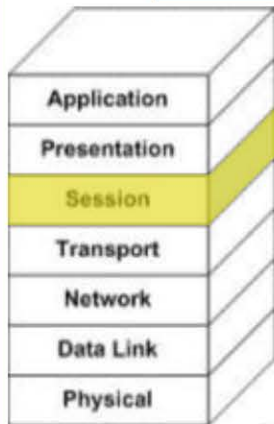 Application
Presentation
Session
Transport
Network
Data Link
Physical